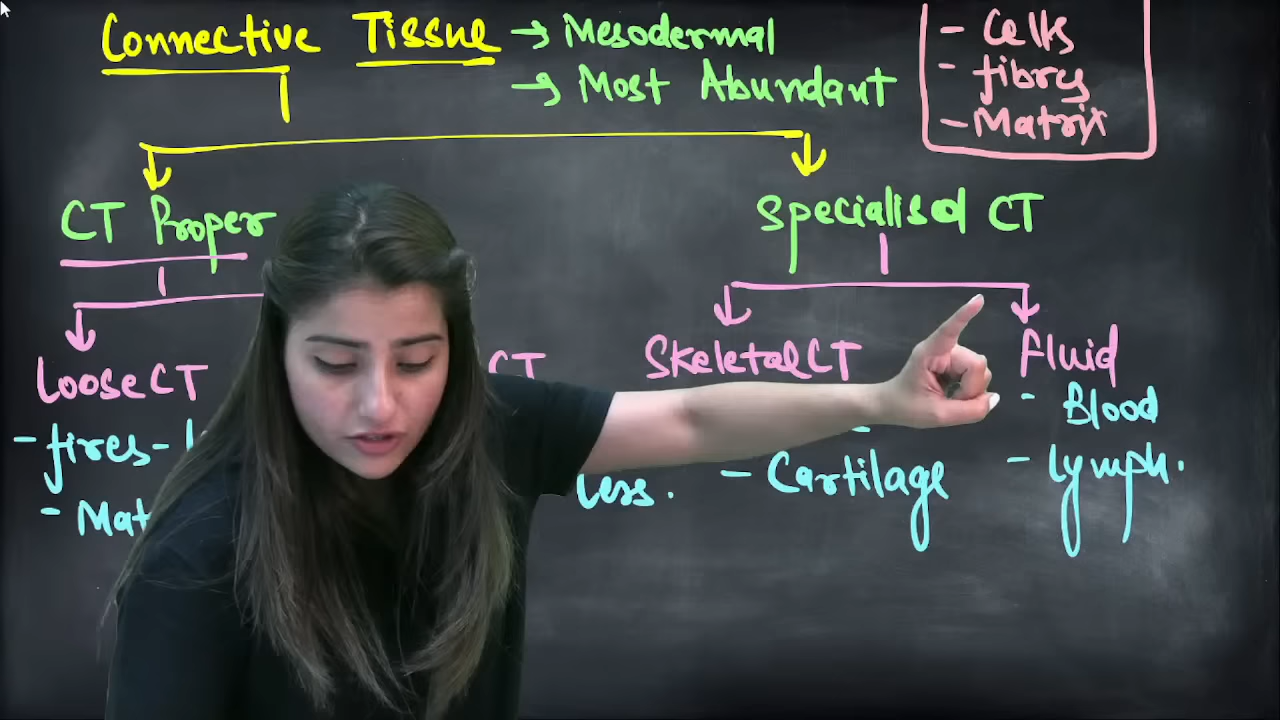 Connective Tissue → Mesodermal
→ Most Abundant
- Cells
- fibres
- Matrix
CT Proper
Specialised CT
Loose CT
CT
Skeletal CT
Fluid
- fires -
- Mat
less.
- Cartilage
- Blood
- Lymph.